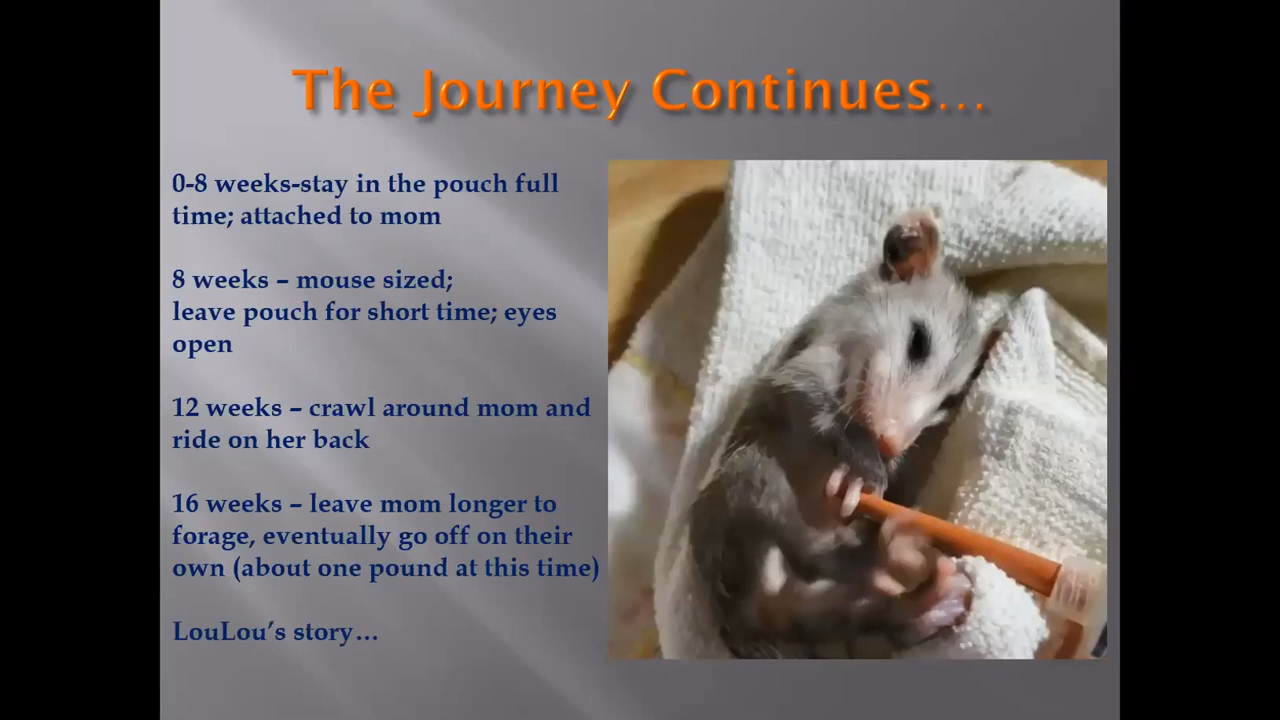 The Journey Continues...
0-8 weeks-stay in the pouch full
time; attached to mom
8 weeks – mouse sized;
leave pouch for short time; eyes
open
12 weeks – crawl around mom and
ride on her back
16 weeks – leave mom longer to
forage, eventually go off on their
own (about one pound at this time)
LouLou’s story…